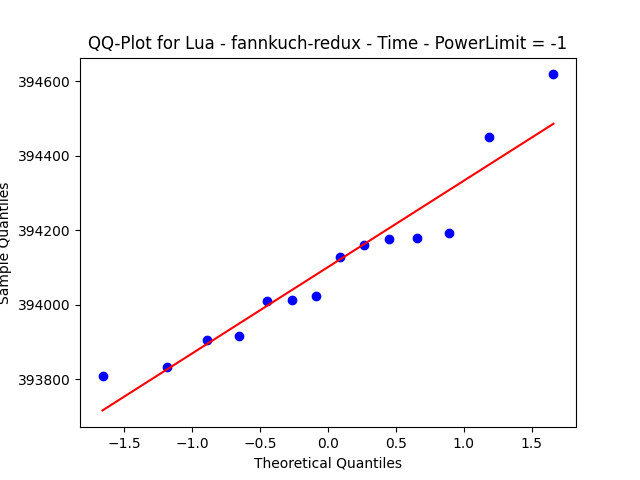 QQ-Plot for Lua - fannkuch-redux - Time - PowerLimit = -1
394600
394400
394200
394000
393800
Sample Quantiles
−1.5 −1.0 −0.5 0.0 0.5 1.0 1.5
Theoretical Quantiles